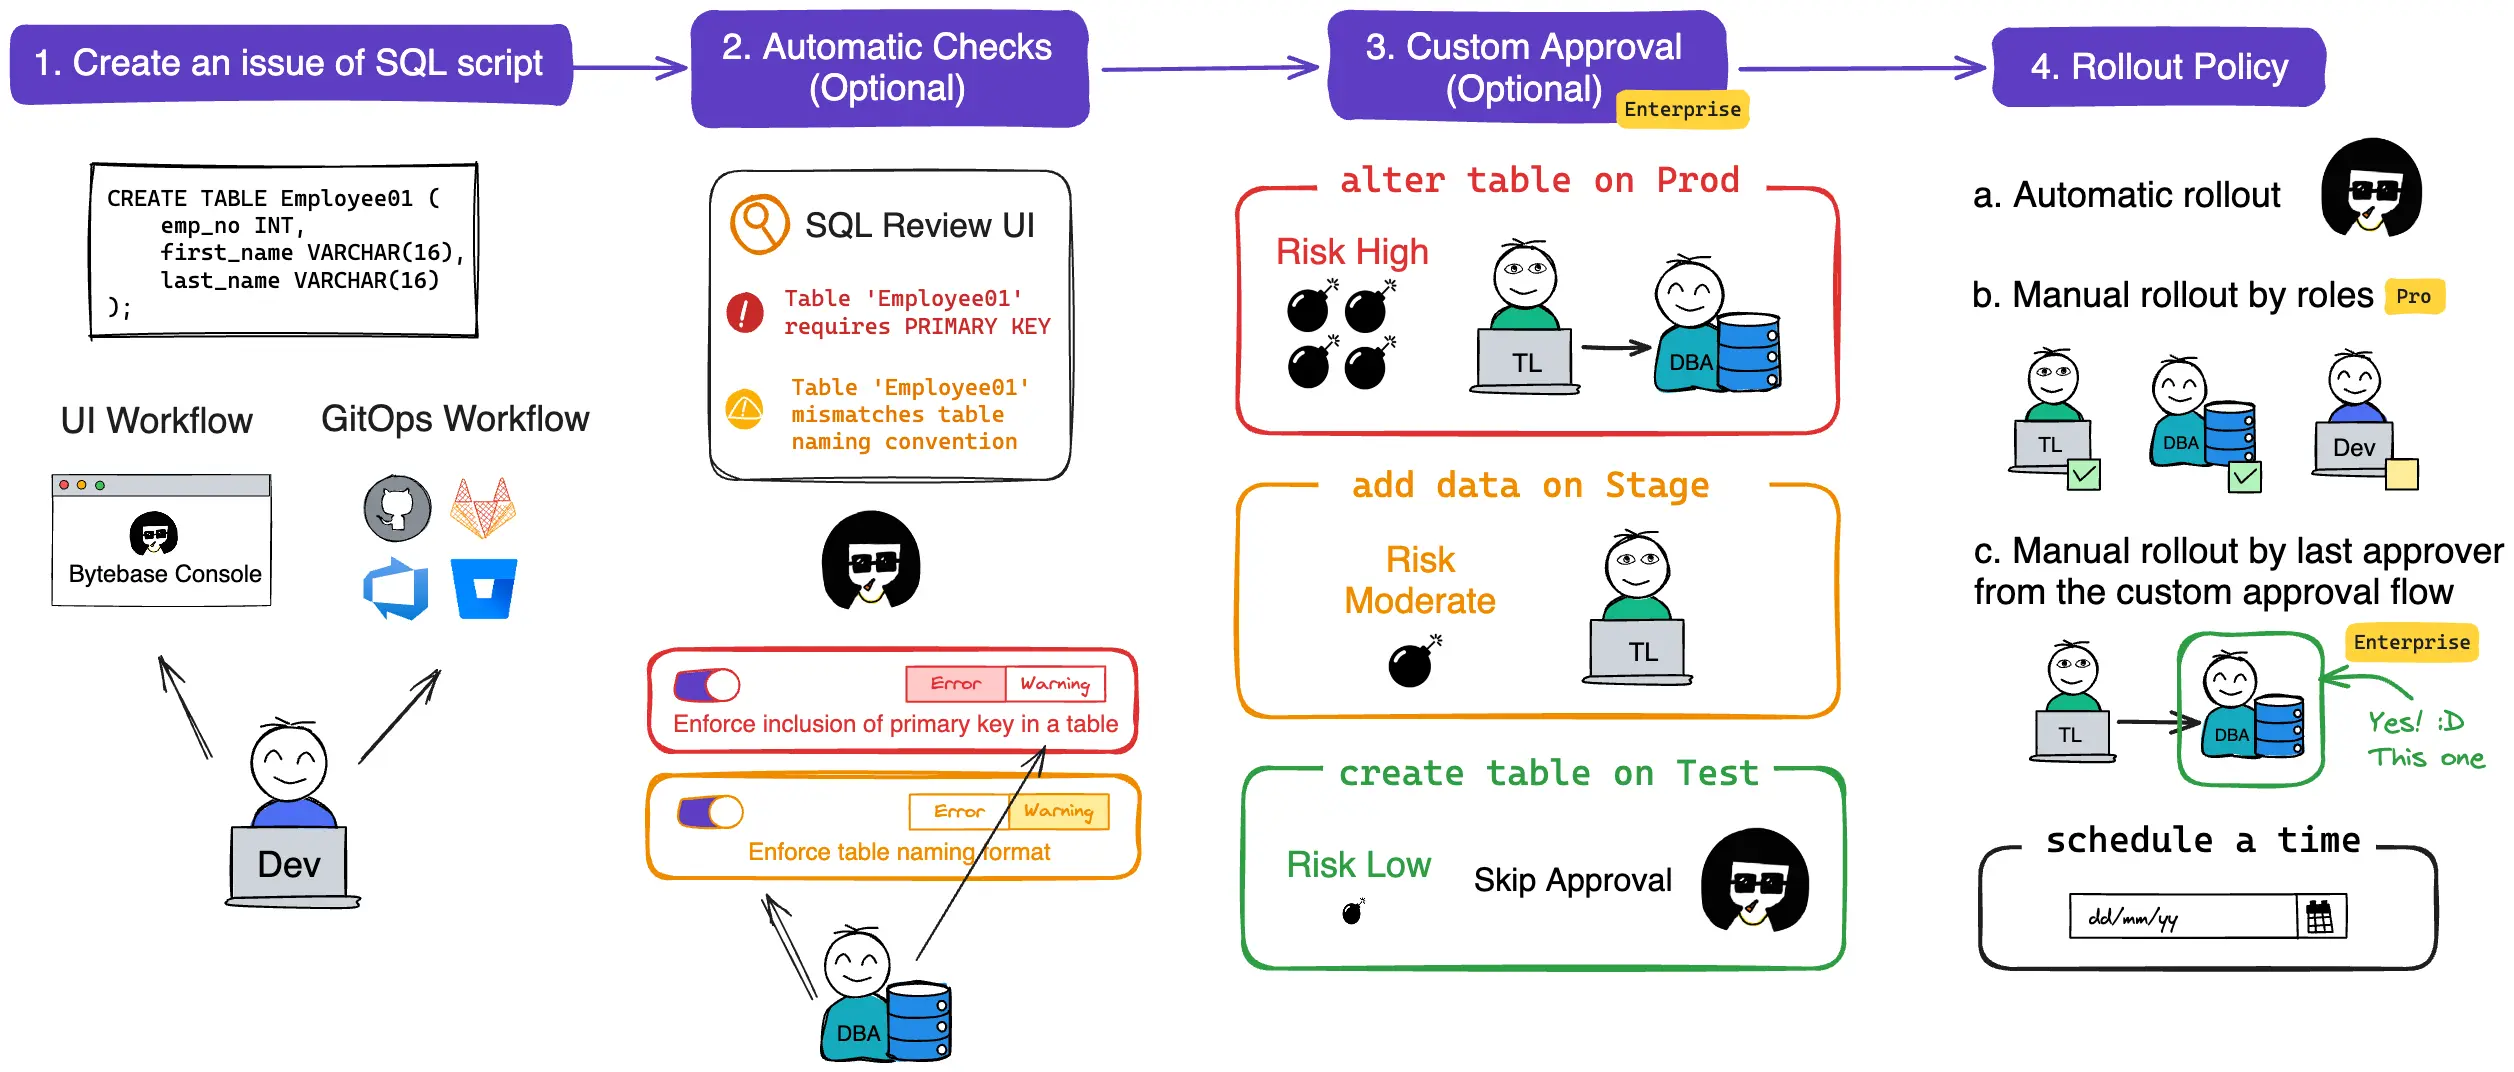 1. Create an issue of SQL script
CREATE TABLE Employee01 (
emp_no INT,
first_name VARCHAR(16),
last_name VARCHAR(16)
);
UI Workflow
GitOps Workflow
Bytebase Console
Dev
2. Automatic Checks
(Optional)
SQL Review UI
Table 'Employee01'
requires PRIMARY KEY
Table 'Employee01'
mismatches table
naming convention
Error
Warning
Enforce inclusion of primary key in a table
Error
Warning
Enforce table naming format
DBA
3. Custom Approval
(Optional)
Enterprise
alter table on Prod
Risk High
TL
DBA
add data on Stage
Risk
Moderate
TL
create table on Test
Risk Low
Skip Approval
4. Rollout Policy
a. Automatic rollout
b. Manual rollout by roles
Pro
TL
DBA
Dev
c. Manual rollout by last approver
from the custom approval flow
Enterprise
TL
DBA
Yes! :D
This one
schedule a time
dd/mm/yy